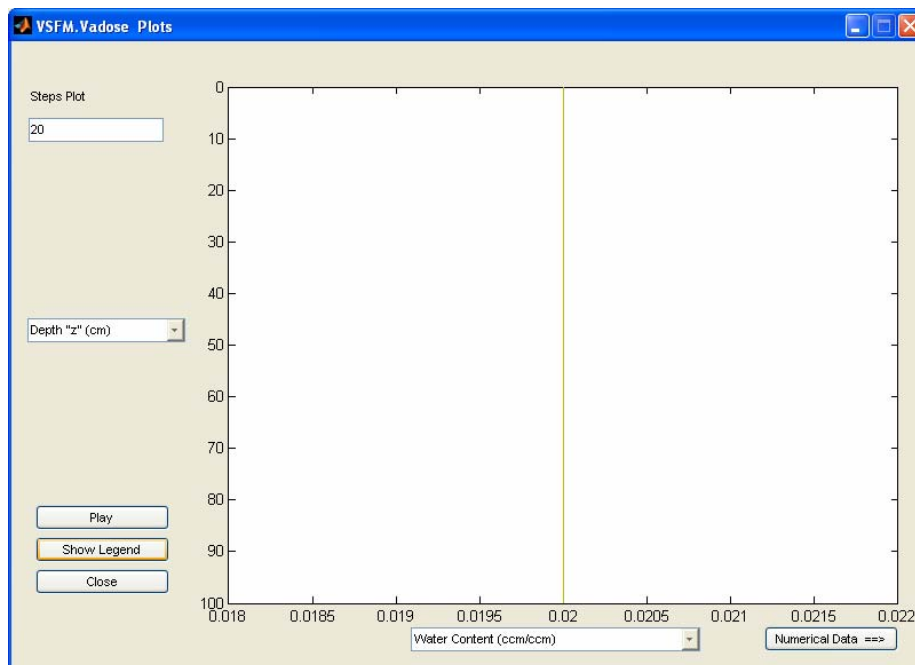 VSFM.Vadose Plots
Steps Plot
20
Depth "z" (cm)
Play
Show Legend
Close
0
10
20
30
40
50
60
70
80
90
100
0.018 0.0185 0.019 0.0195 0.02 0.0205 0.021 0.0215 0.022
Water Content (ccm/ccm)
Numerical Data ==>